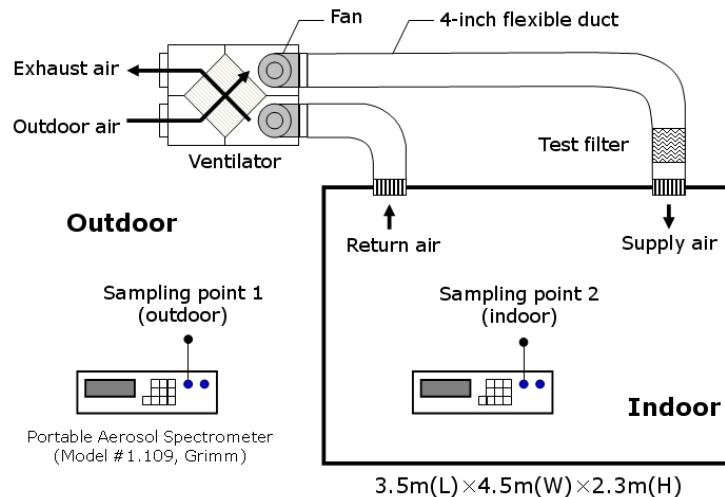 Fan
4-inch flexible duct
Exhaust air
Outdoor air
Ventilator
Test filter
Outdoor
Return air
Supply air
Sampling point 1
(outdoor)
Sampling point 2
(indoor)
Indoor
Portable Aerosol Spectrometer
(Model #1.109, Grimm)
3.5m(L) ×4.5m(W) ×2.3m(H)